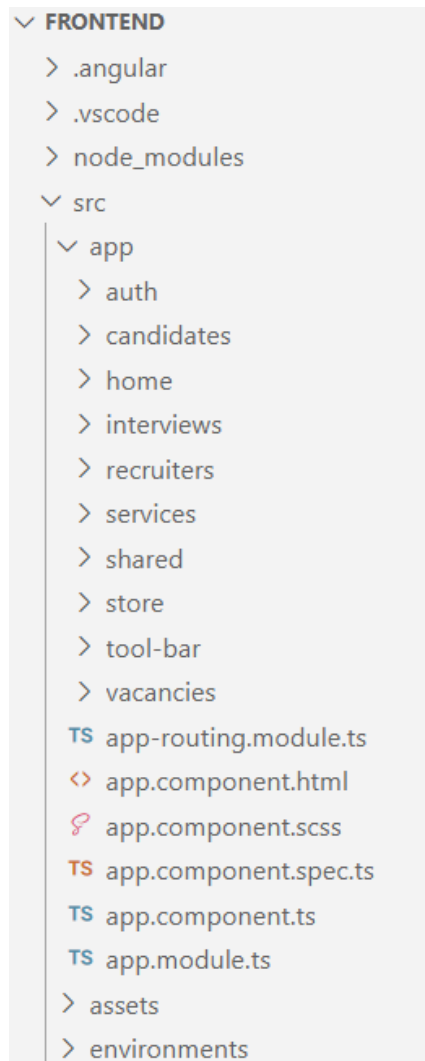 FRONTEND
.angular
.vscode
node_modules
src
app
auth
candidates
home
interviews
recruiters
services
shared
store
tool-bar
vacancies
TS app-routing.module.ts
<> app.component.html
app.component.scss
TS app.component.spec.ts
TS app.component.ts
TS app.module.ts
assets
environments